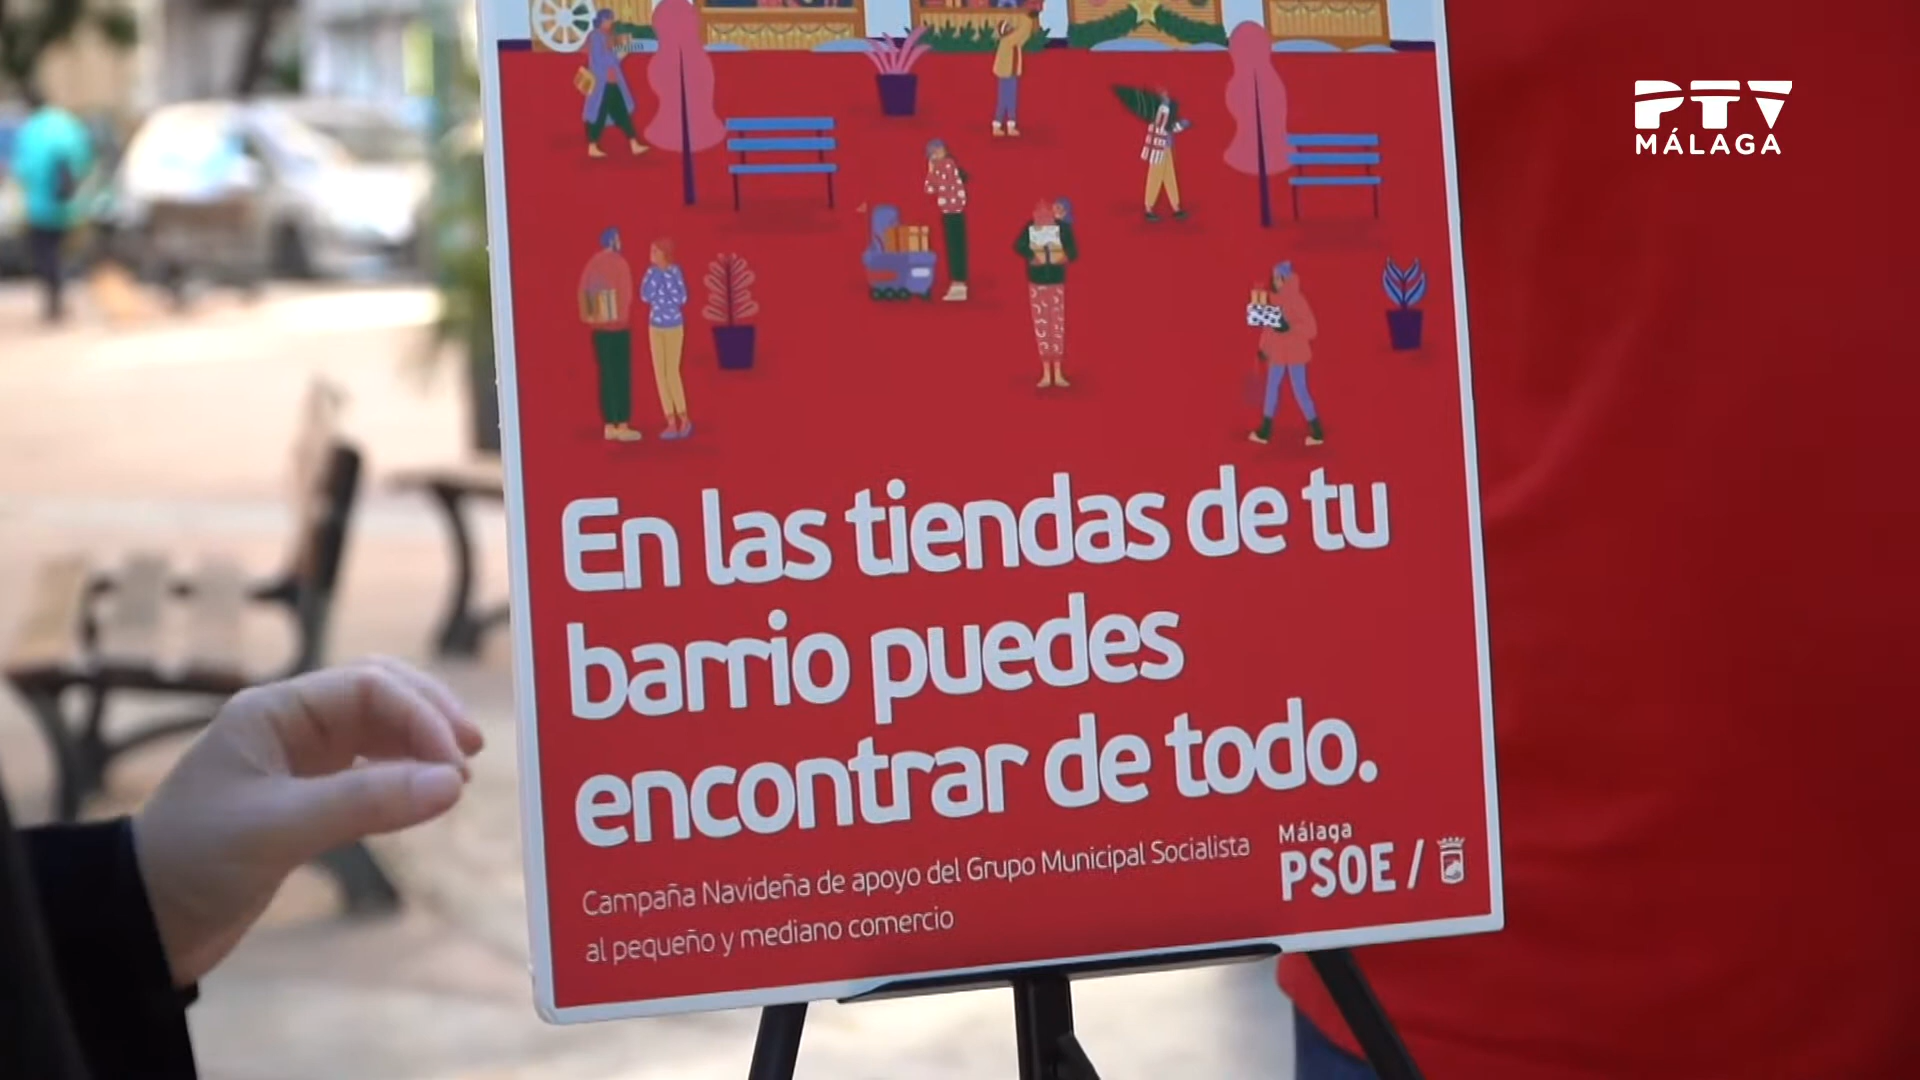 PTV
MÁLAGA
En las tiendas de tu
barrio puedes
encontrar de todo.
Campaña Navideña de apoyo del Grupo Municipal Socialista
al pequeño y mediano comercio
Málaga
PSOE /